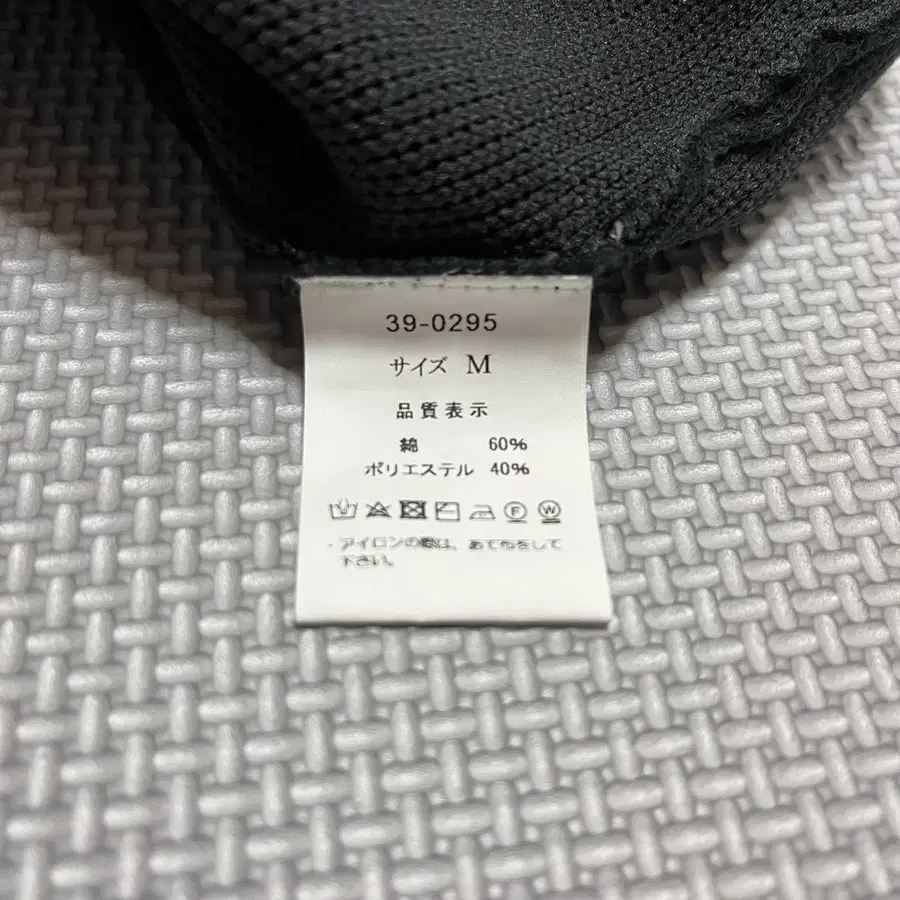 39-0295
サイズ M
品質表示
綿 60%
ポリエステル 40%
F W
・アイロンの際は、あて布をして
下さい。